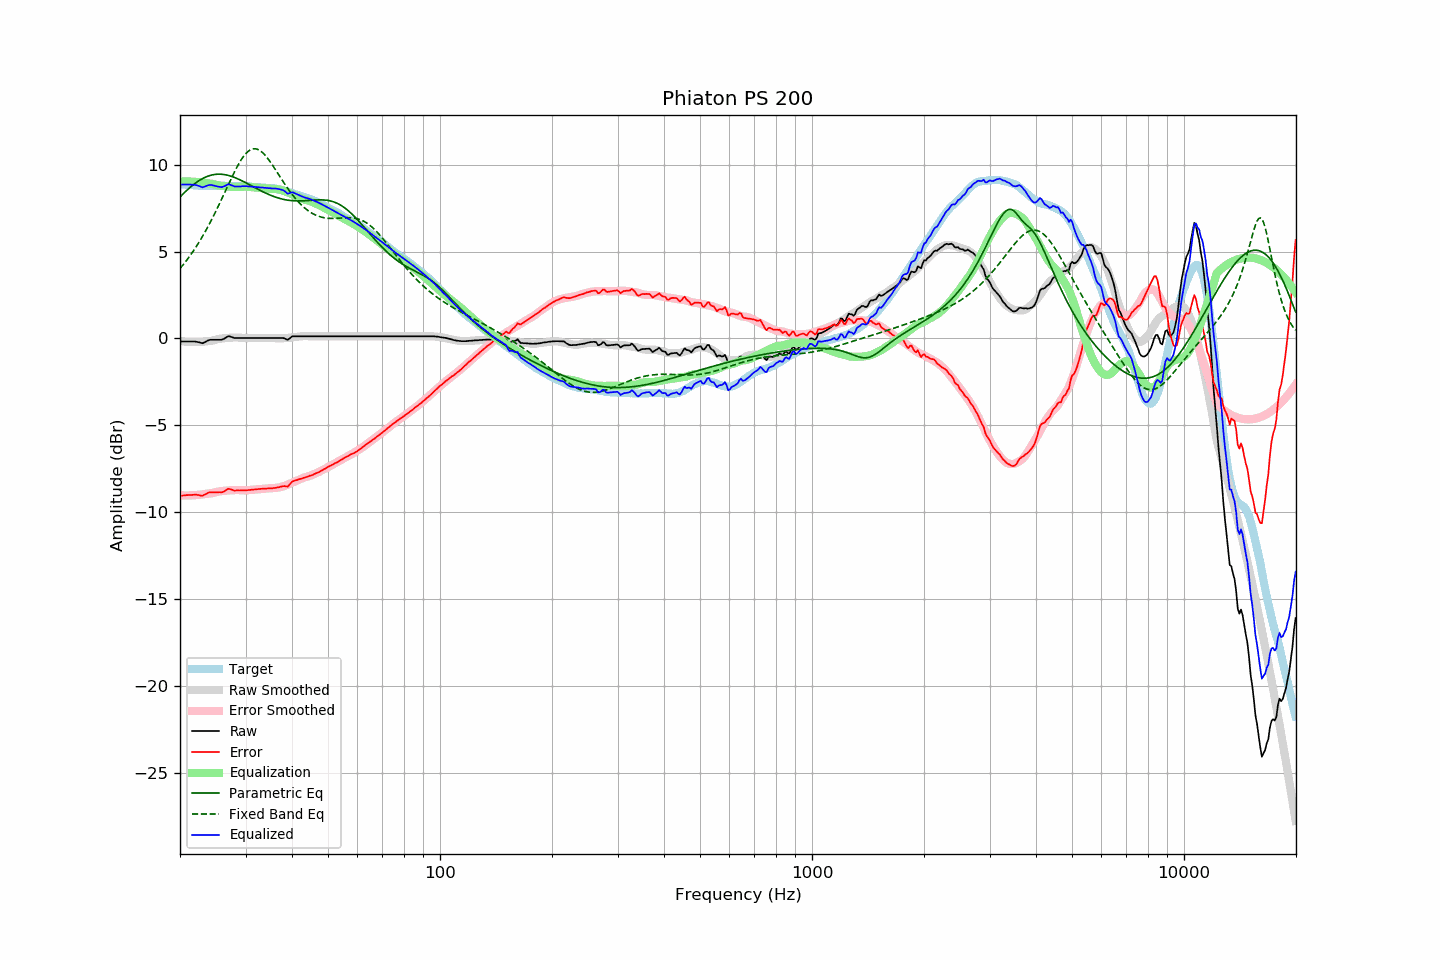 Phiaton PS 200
10
5
0
−5
−10
−15
−20
−25
Amplitude (dBr)
Target
Raw Smoothed
Error Smoothed
Raw
Error
Equalization
Parametric Eq
Fixed Band Eq
Equalized
100
1000
10000
Frequency (Hz)